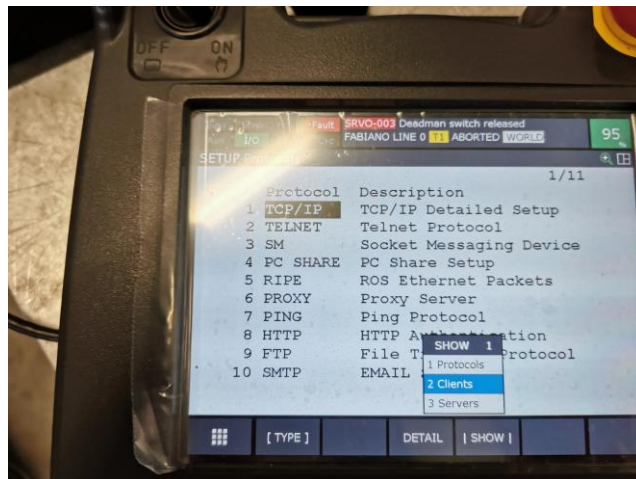 OFF ON
Fault SRVO-003 Deadman switch released
I/O FABIANO LINE 0 T1 ABORTED WORLD 95
%
SETUP Protocols
1/11
Protocol Description
1 TCP/IP TCP/IP Detailed Setup
2 TELNET Telnet Protocol
3 SM Socket Messaging Device
4 PC SHARE PC Share Setup
5 RIPE ROS Ethernet Packets
6 PROXY Proxy Server
7 PING Ping Protocol
8 HTTP HTTP Authentication
9 FTP File Protocol
10 SMTP EMAIL
SHOW 1
1 Protocols
2 Clients
3 Servers
[ TYPE ] DETAIL | SHOW |